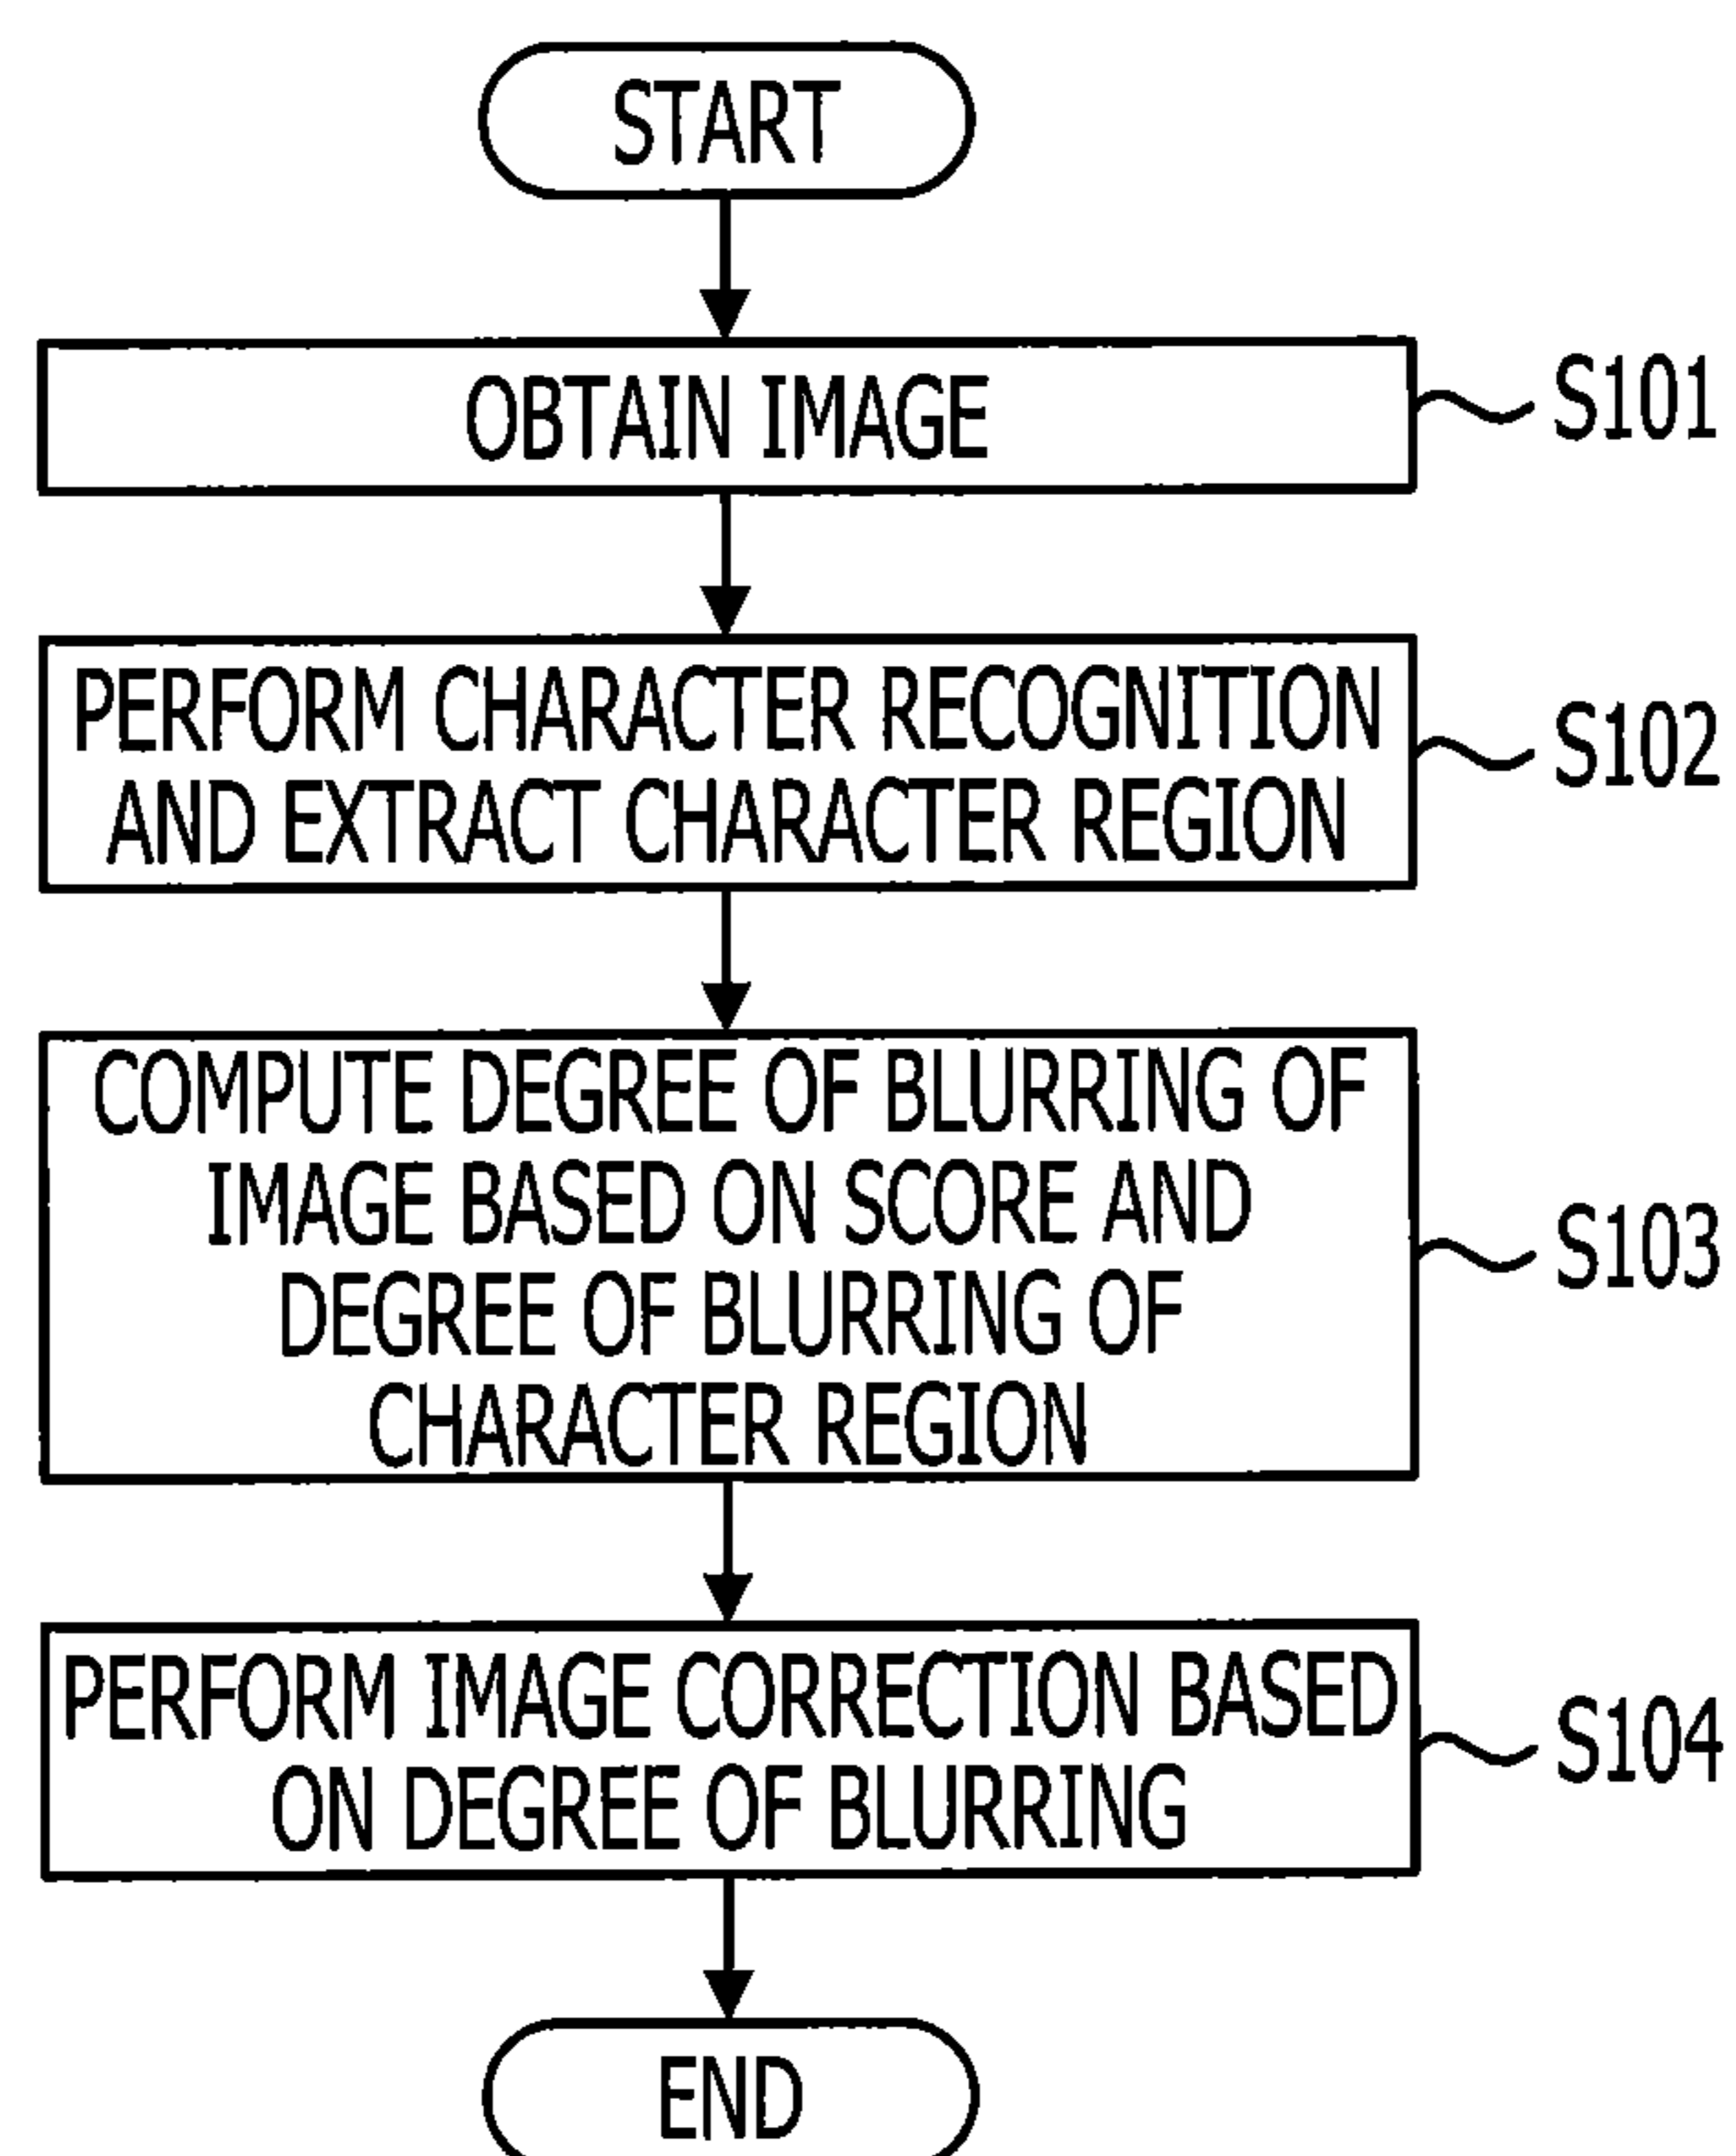 START
OBTAIN IMAGE
S101
PERFORM CHARACTER RECOGNITION
AND EXTRACT CHARACTER REGION
S102
COMPUTE DEGREE OF BLURRING OF
IMAGE BASED ON SCORE AND
DEGREE OF BLURRING OF
CHARACTER REGION
S103
PERFORM IMAGE CORRECTION BASED
ON DEGREE OF BLURRING
S104
END